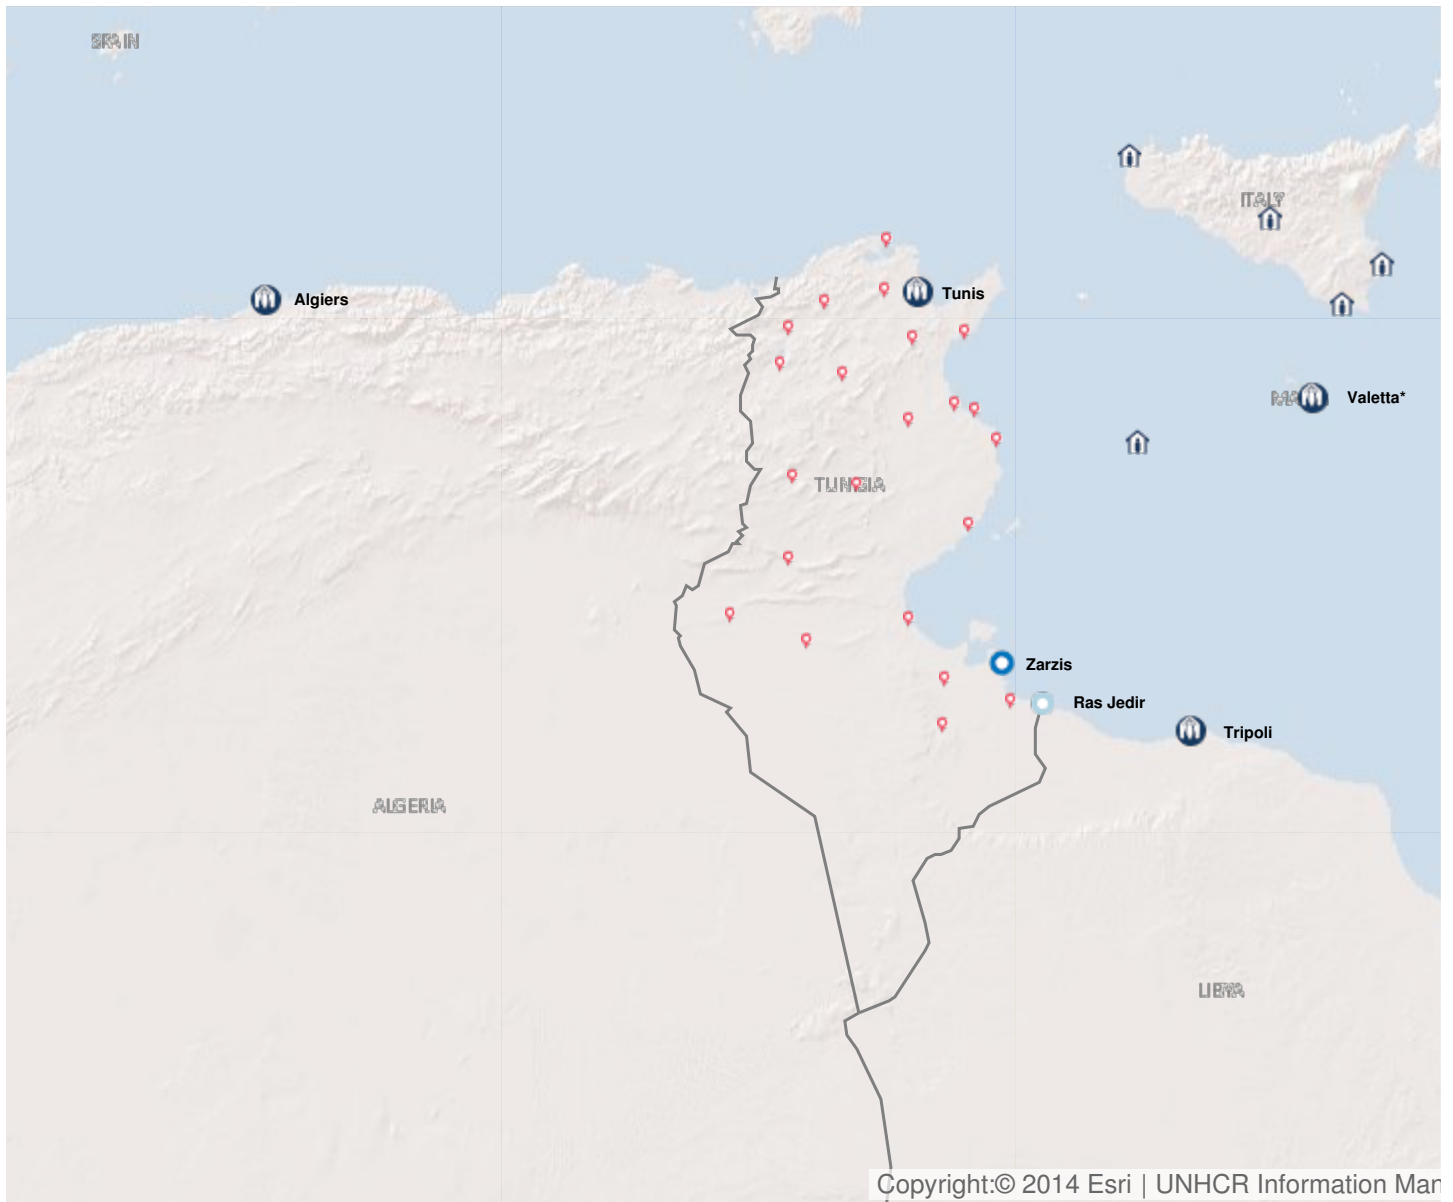 SPAIN
ITALY
Algiers
Tunis
Valetta*
TUNISIA
Zarzis
Ras Jedir
Tripoli
ALGERIA
LIBYA
Copyright:© 2014 Esri | UNHCR Information Man